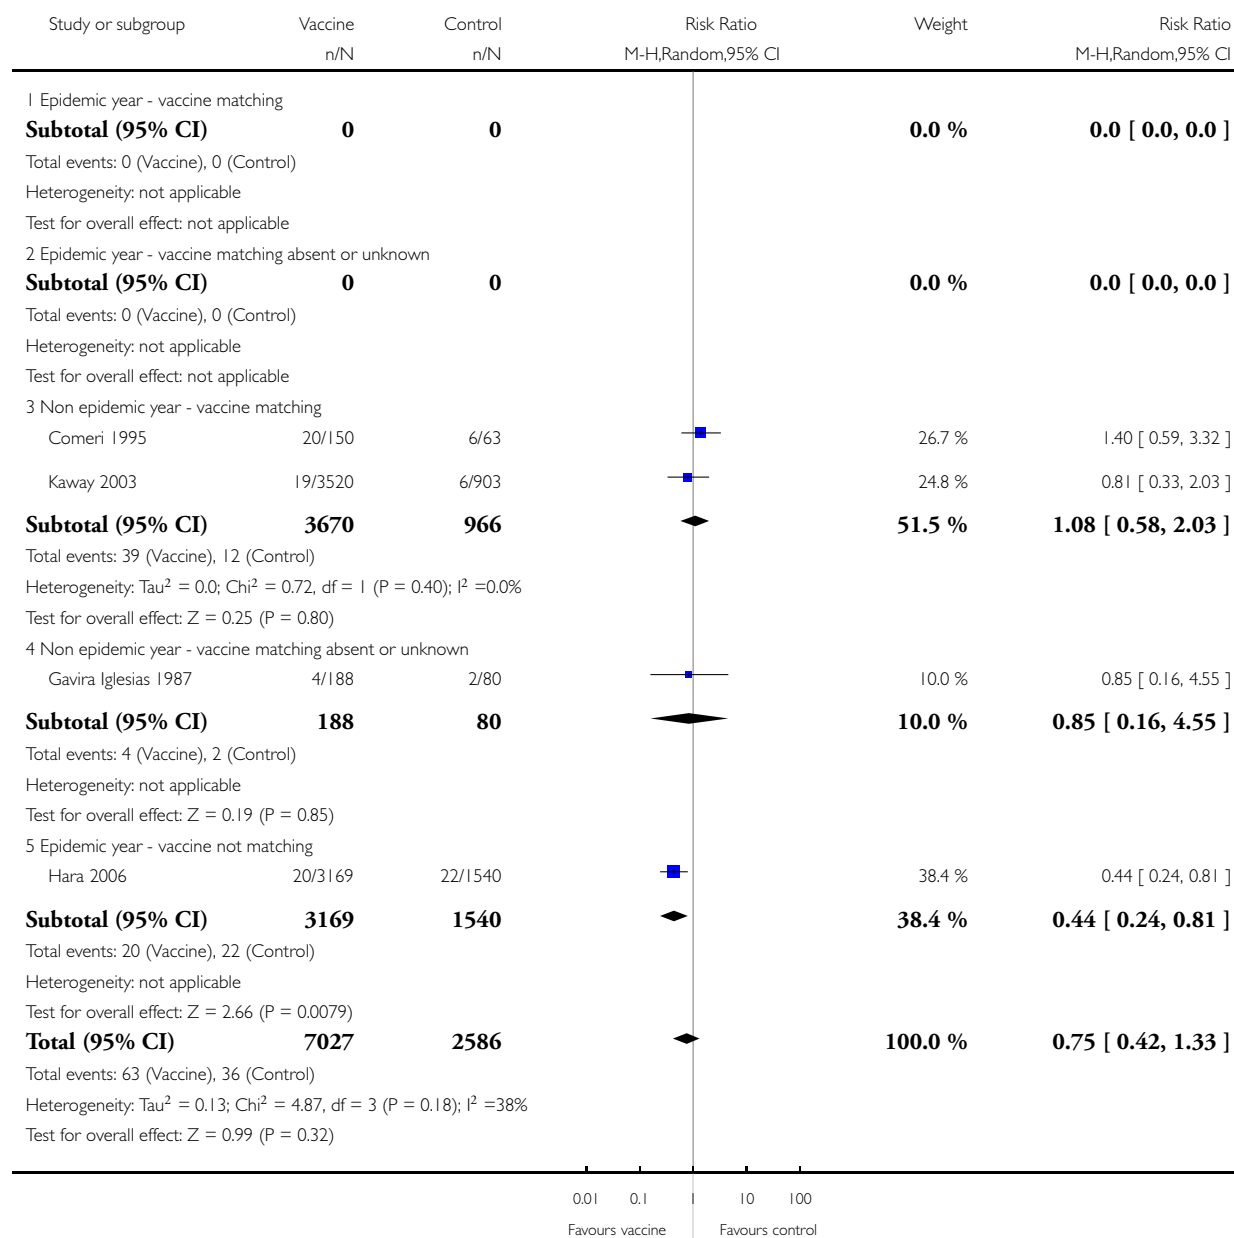 Study or subgroup Vaccine Control Risk Ratio Weight Risk Ratio
n/N n/N M-H,Random,95% CI M-H,Random,95% CI
1 Epidemic year - vaccine matching
Subtotal (95% CI) 0 0 0.0 % 0.0 [ 0.0, 0.0 ]
Total events: 0 (Vaccine), 0 (Control)
Heterogeneity: not applicable
Test for overall effect: not applicable
2 Epidemic year - vaccine matching absent or unknown
Subtotal (95% CI) 0 0 0.0 % 0.0 [ 0.0, 0.0 ]
Total events: 0 (Vaccine), 0 (Control)
Heterogeneity: not applicable
Test for overall effect: not applicable
3 Non epidemic year - vaccine matching
Comeri 1995 20/150 6/63 26.7 % 1.40 [ 0.59, 3.32 ]
Kaway 2003 19/3520 6/903 24.8 % 0.81 [ 0.33, 2.03 ]
Subtotal (95% CI) 3670 966 51.5 % 1.08 [ 0.58, 2.03 ]
Total events: 39 (Vaccine), 12 (Control)
Heterogeneity: Tau² = 0.0; Chi² = 0.72, df = 1 (P = 0.40); I² =0.0%
Test for overall effect: Z = 0.25 (P = 0.80)
4 Non epidemic year - vaccine matching absent or unknown
Gavira Iglesias 1987 4/188 2/80 10.0 % 0.85 [ 0.16, 4.55 ]
Subtotal (95% CI) 188 80 10.0 % 0.85 [ 0.16, 4.55 ]
Total events: 4 (Vaccine), 2 (Control)
Heterogeneity: not applicable
Test for overall effect: Z = 0.19 (P = 0.85)
5 Epidemic year - vaccine not matching
Hara 2006 20/3169 22/1540 38.4 % 0.44 [ 0.24, 0.81 ]
Subtotal (95% CI) 3169 1540 38.4 % 0.44 [ 0.24, 0.81 ]
Total events: 20 (Vaccine), 22 (Control)
Heterogeneity: not applicable
Test for overall effect: Z = 2.66 (P = 0.0079)
Total (95% CI) 7027 2586 100.0 % 0.75 [ 0.42, 1.33 ]
Total events: 63 (Vaccine), 36 (Control)
Heterogeneity: Tau² = 0.13; Chi² = 4.87, df = 3 (P = 0.18); I² =38%
Test for overall effect: Z = 0.99 (P = 0.32)
0.01 0.1 1 10 100
Favours vaccine Favours control